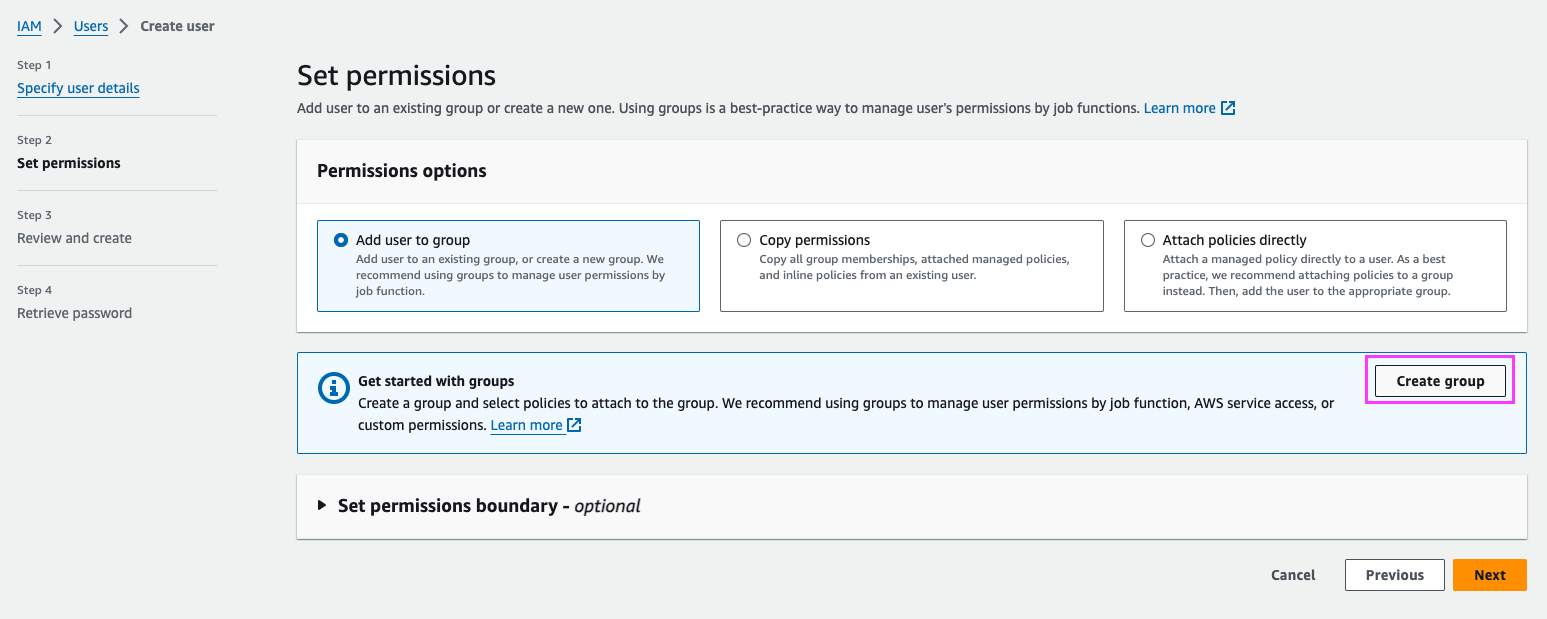 IAM > Users > Create user
Step 1
Specify user details
Step 2
Set permissions
Step 3
Review and create
Step 4
Retrieve password
Set permissions
Add user to an existing group or create a new one. Using groups is a best-practice way to manage user's permissions by job functions. Learn more
Permissions options
Add user to group
Add user to an existing group, or create a new group. We
recommend using groups to manage user permissions by
job function.
Copy permissions
Copy all group memberships, attached managed policies,
and inline policies from an existing user.
Attach policies directly
Attach a managed policy directly to a user. As a best
practice, we recommend attaching policies to a group
instead. Then, add the user to the appropriate group.
Get started with groups
Create a group and select policies to attach to the group. We recommend using groups to manage user permissions by job function, AWS service access, or
custom permissions. Learn more
Create group
Set permissions boundary - optional
Cancel
Previous
Next